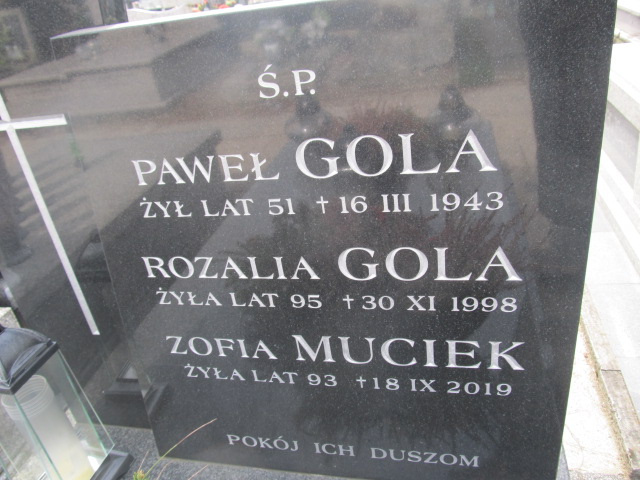 Ś.P.
PAWEŁ GOLA
ŻYŁ LAT 51 †16 III 1943
ROZALIA GOLA
ŻYŁA LAT 95 †30 XI 1998
ZOFIA MUCIEK
ŻYŁA LAT 93 †18 IX 2019
POKÓJ ICH DUSZOM